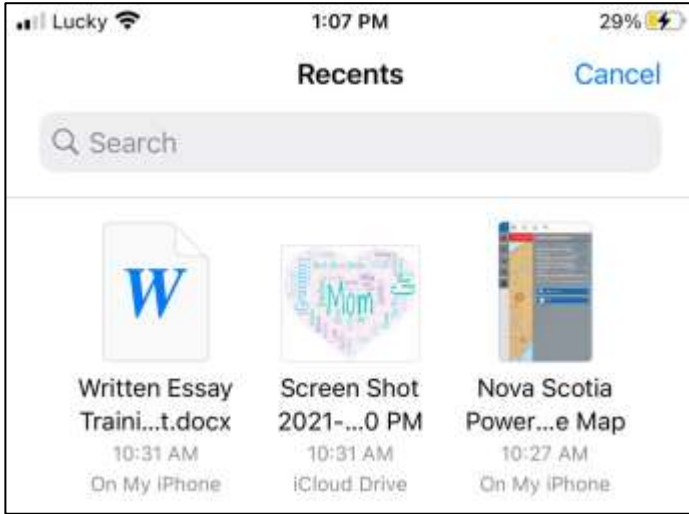 Lucky 1:07 PM 29%
Recents Cancel
Search
W Mom
Written Essay Screen Shot Nova Scotia
Traini...t.docx 2021-...0 PM Power...e Map
10:31 AM 10:31 AM 10:27 AM
On My iPhone iCloud Drive On My iPhone